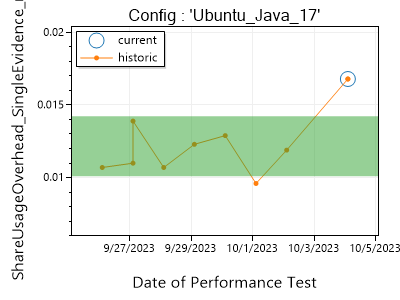 Config : 'Ubuntu_Java_17'
current
historic
0.02
0.015
0.01
ShareUsageOverhead_SingleEvidence_
9/27/2023
9/29/2023
10/1/2023
10/3/2023
10/5/2023
Date of Performance Test